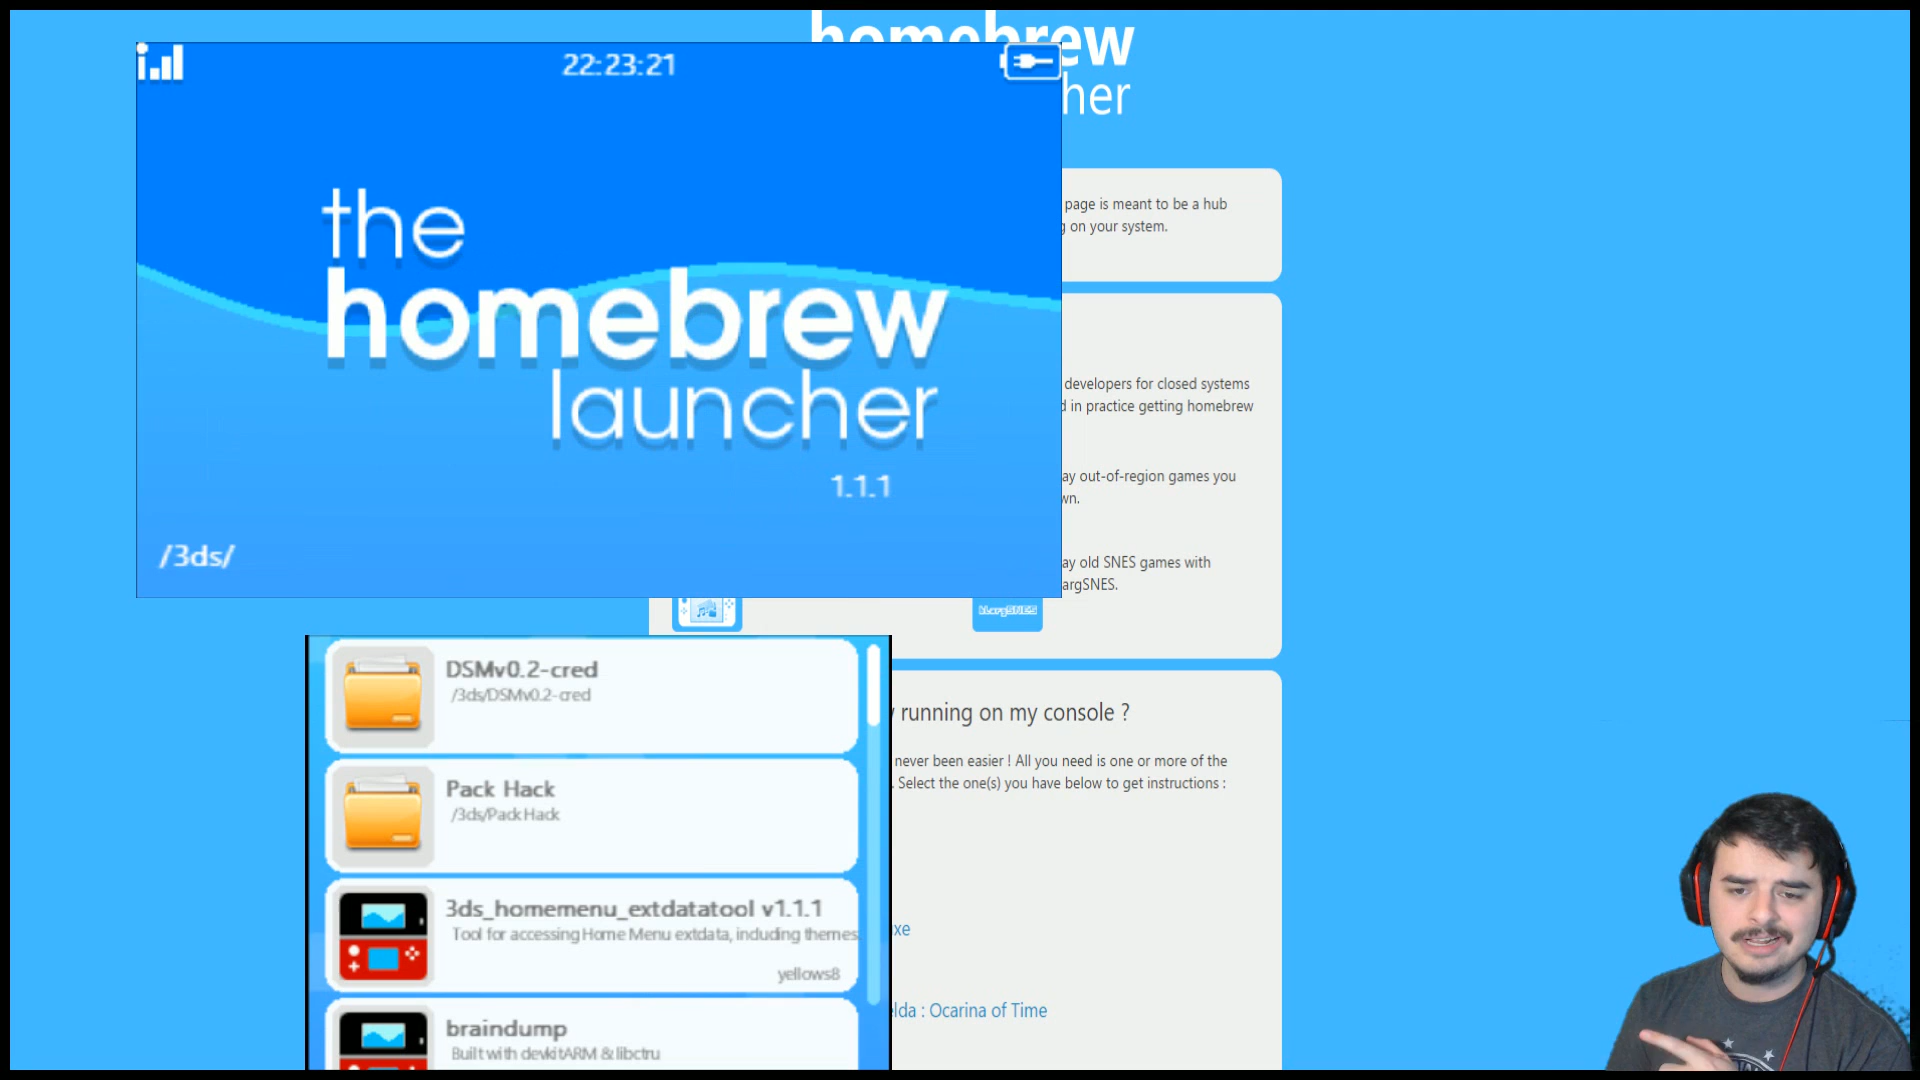 homebrew
her
22:23:21
the
homebrew
launcher
1.1.1
/3ds/
page is meant to be a hub
on your system.
developers for closed systems
in practice getting homebrew
ay out-of-region games you
wn.
ay old SNES games with
argSNES.
blargSNES
DSMv0.2-cred
/3ds/DSMv0.2-cred
Pack Hack
/3ds/Pack Hack
3ds_homemenu_extdatatool v1.1.1
Tool for accessing Home Menu extdata, including themes
yellows8
braindump
Built with devkitARM & libctru
running on my console ?
never been easier ! All you need is one or more of the
. Select the one(s) you have below to get instructions :
xe
lda : Ocarina of Time